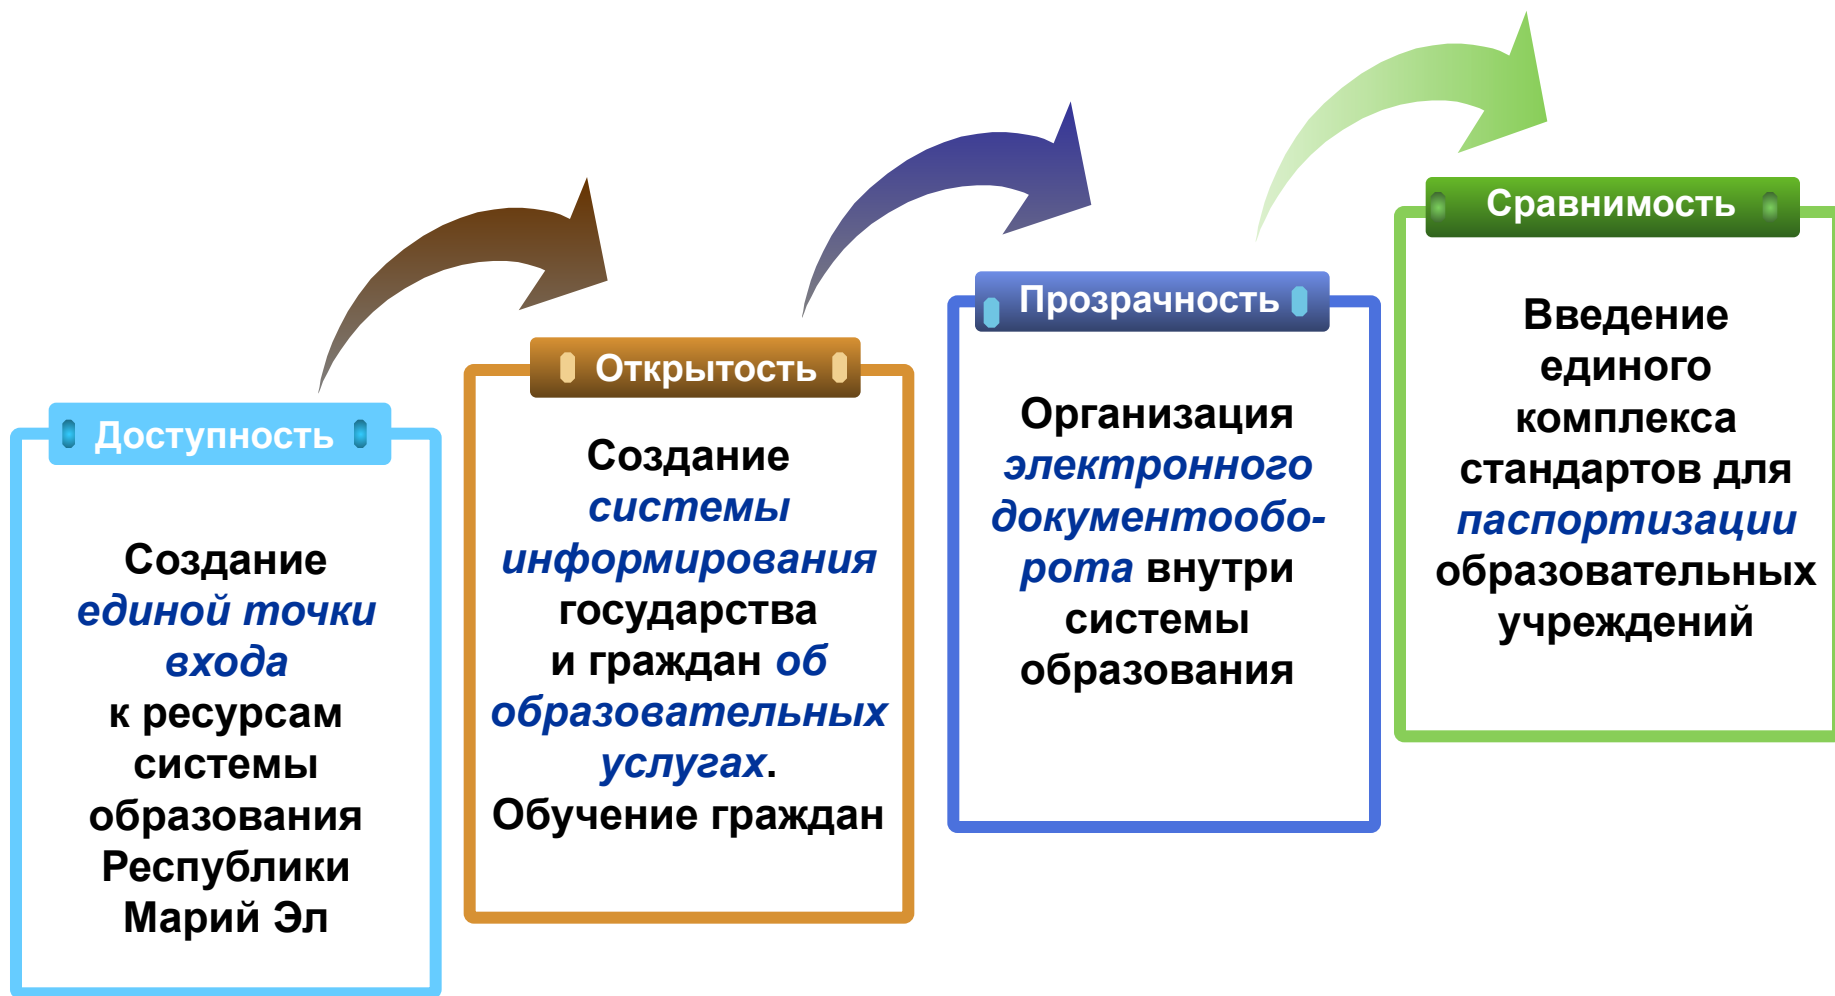 Доступность
Создание
единой точки
входа
к ресурсам
системы
образования
Республики
Марий Эл
Открытость
Создание
системы
информирования
государства
и граждан об
образовательных
услугах.
Обучение граждан
Прозрачность
Организация
электронного
документообо-
рота внутри
системы
образования
Сравнимость
Введение
единого
комплекса
стандартов для
паспортизации
образовательных
учреждений